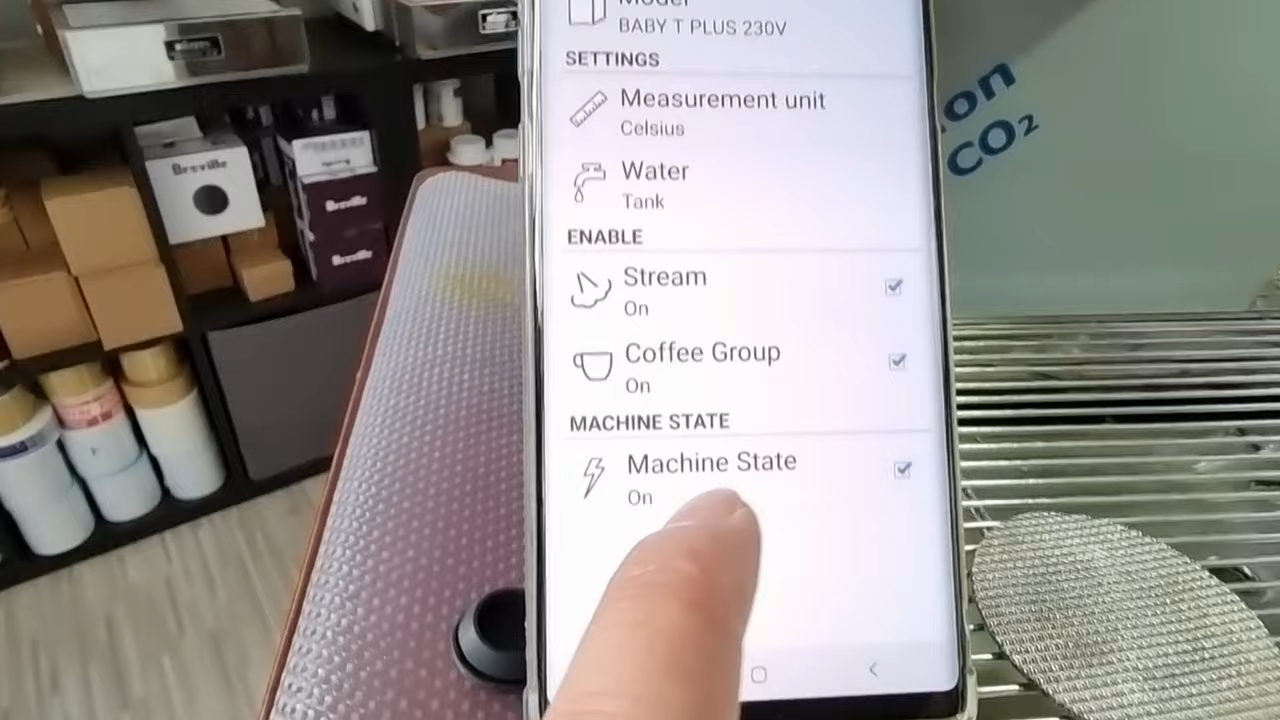 Model
BABY T PLUS 230V
SETTINGS
Measurement unit
Celsius
Water
Tank
ENABLE
Stream
On
Coffee Group
On
MACHINE STATE
Machine State
On
on
CO₂
Breville
Breville
Breville